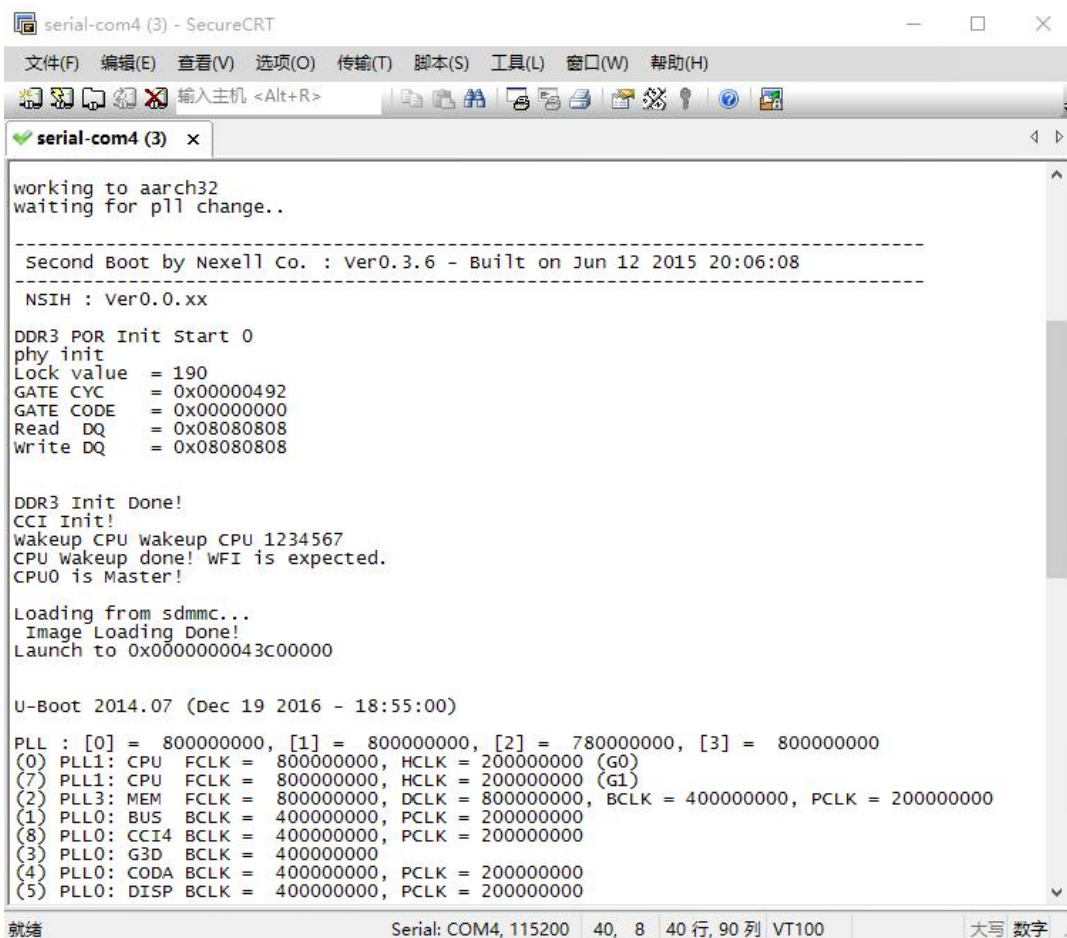 serial-com4 (3) - SecureCRT
文件(F) 编辑(E) 查看(V) 选项(O) 传输(T) 脚本(S) 工具(L) 窗口(W) 帮助(H)
输入主机 <Alt+R>
serial-com4 (3) x
working to aarch32
waiting for pll change..
--------------------------------------------------------------------------------
Second Boot by Nexell Co. : Ver0.3.6 - Built on Jun 12 2015 20:06:08
--------------------------------------------------------------------------------
NSIH : Ver0.0.xx
DDR3 POR Init Start 0
phy init
Lock value = 190
GATE CYC = 0x00000492
GATE CODE = 0x00000000
Read DQ = 0x08080808
Write DQ = 0x08080808
DDR3 Init Done!
CCI Init!
Wakeup CPU Wakeup CPU 1234567
CPU Wakeup done! WFI is expected.
CPU0 is Master!
Loading from sdmmc...
Image Loading Done!
Launch to 0x0000000043C00000
U-Boot 2014.07 (Dec 19 2016 - 18:55:00)
PLL : [0] = 800000000, [1] = 800000000, [2] = 780000000, [3] = 800000000
(0) PLL1: CPU FCLK = 800000000, HCLK = 200000000 (G0)
(7) PLL1: CPU FCLK = 800000000, HCLK = 200000000 (G1)
(2) PLL3: MEM FCLK = 800000000, DCLK = 800000000, BCLK = 400000000, PCLK = 200000000
(1) PLL0: BUS BCLK = 400000000, PCLK = 200000000
(8) PLL0: CCI4 BCLK = 400000000, PCLK = 200000000
(3) PLL0: G3D BCLK = 400000000
(4) PLL0: CODA BCLK = 400000000, PCLK = 200000000
(5) PLL0: DISP BCLK = 400000000, PCLK = 200000000
就绪 Serial: COM4, 115200 40, 8 40 行, 90 列 VT100 大写 数字